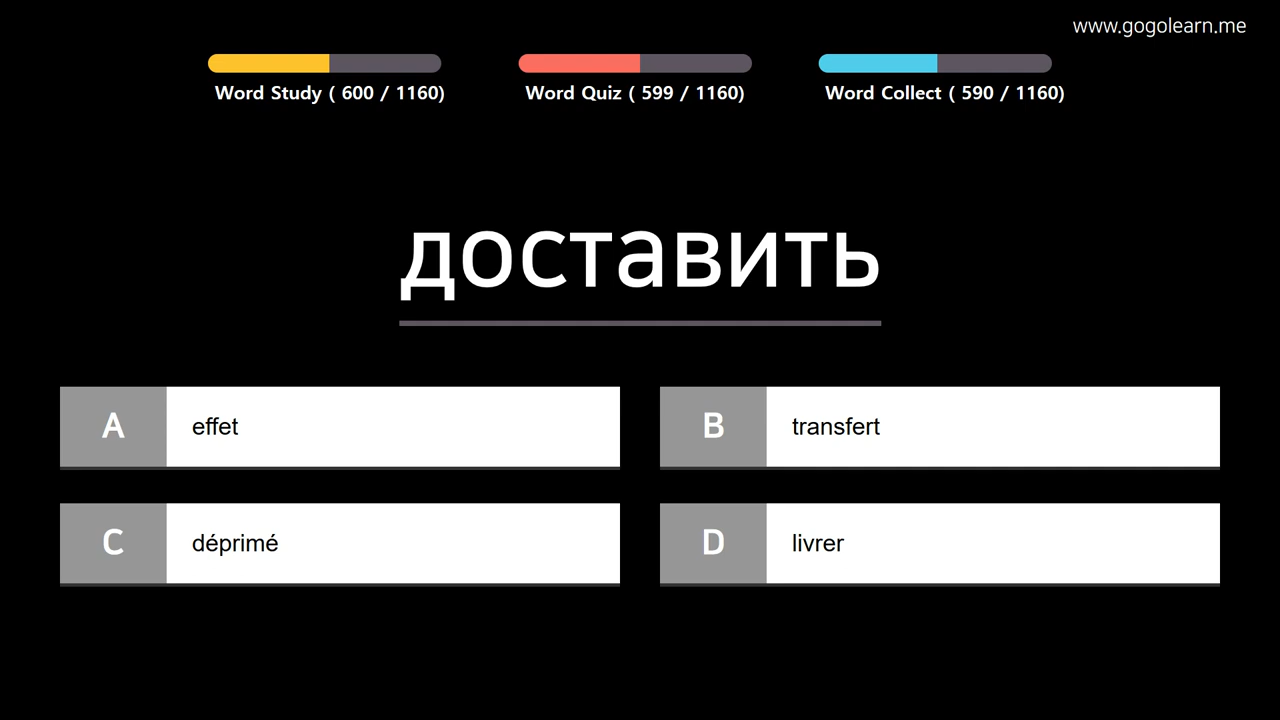 www.gogolearn.me
Word Study ( 600 / 1160)
Word Quiz ( 599 / 1160)
Word Collect ( 590 / 1160)
доставить
A effet
B transfert
C déprimé
D livrer